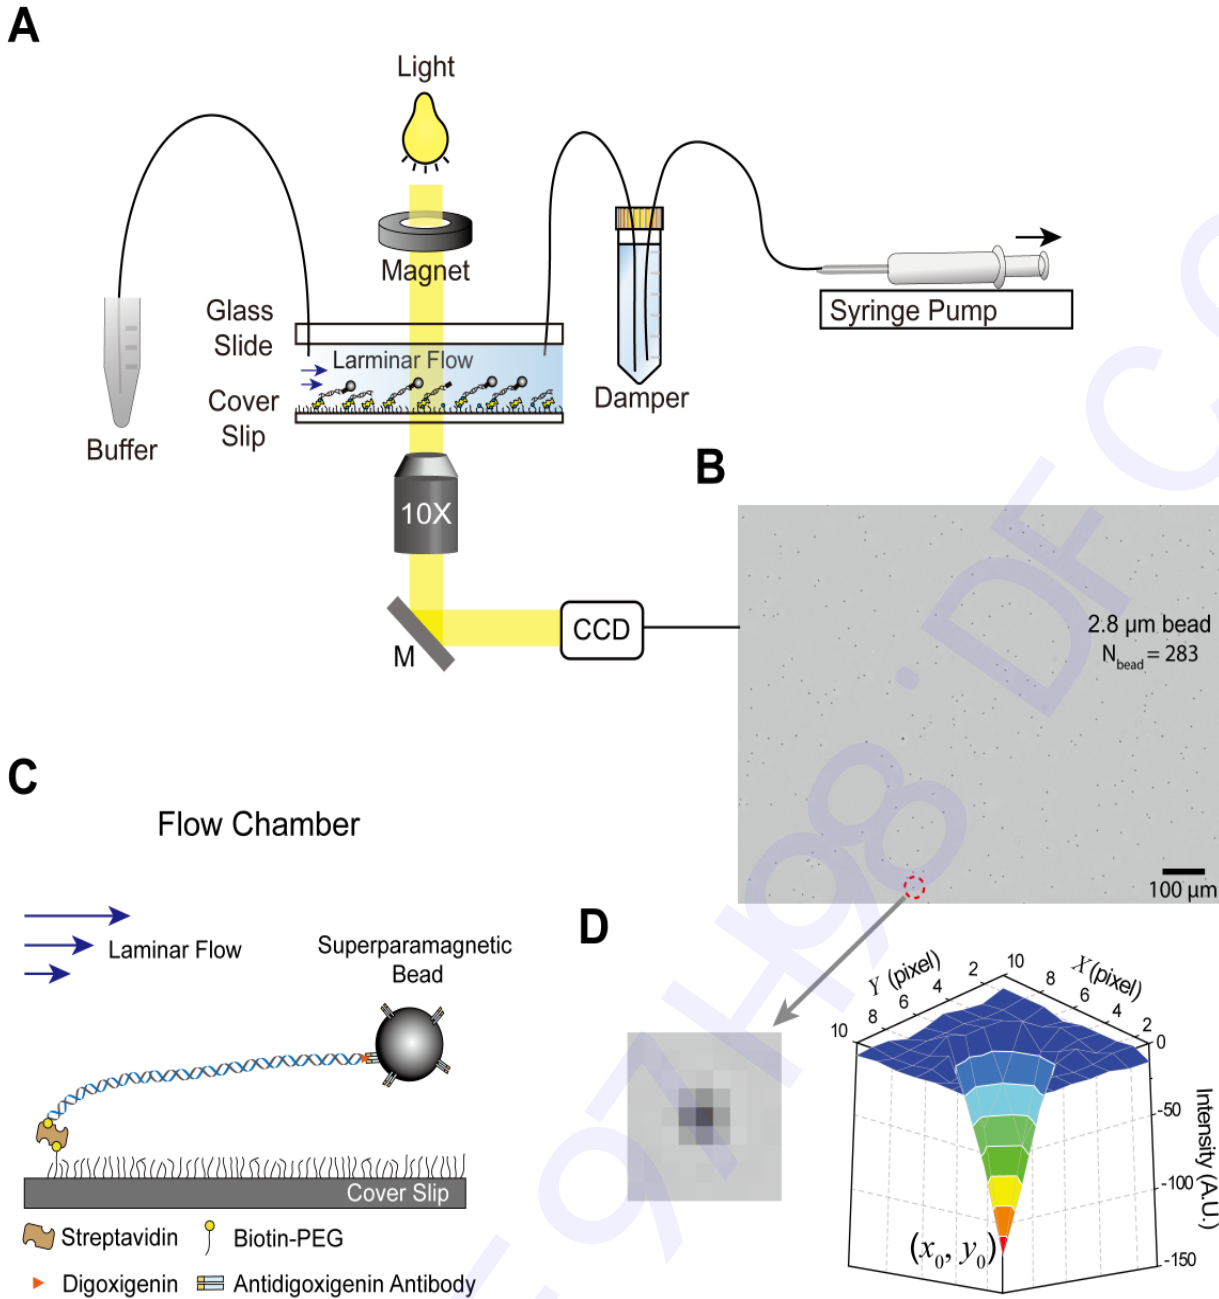 A
Light
Magnet
Glass
Slide
Larminar Flow
Cover
Slip
Buffer
Damper
Syringe Pump
10X
M
CCD
B
2.8 µm bead
N_bead = 283
100 µm
C
Flow Chamber
Laminar Flow
Superparamagnetic
Bead
Cover Slip
Streptavidin
Biotin-PEG
Digoxigenin
Antidigoxigenin Antibody
D
Y (pixel)
10 8 6 4 2
X (pixel)
10 8 6 4 2
0
-50
-100
-150
Intensity (A.U.)
(x₀, y₀)